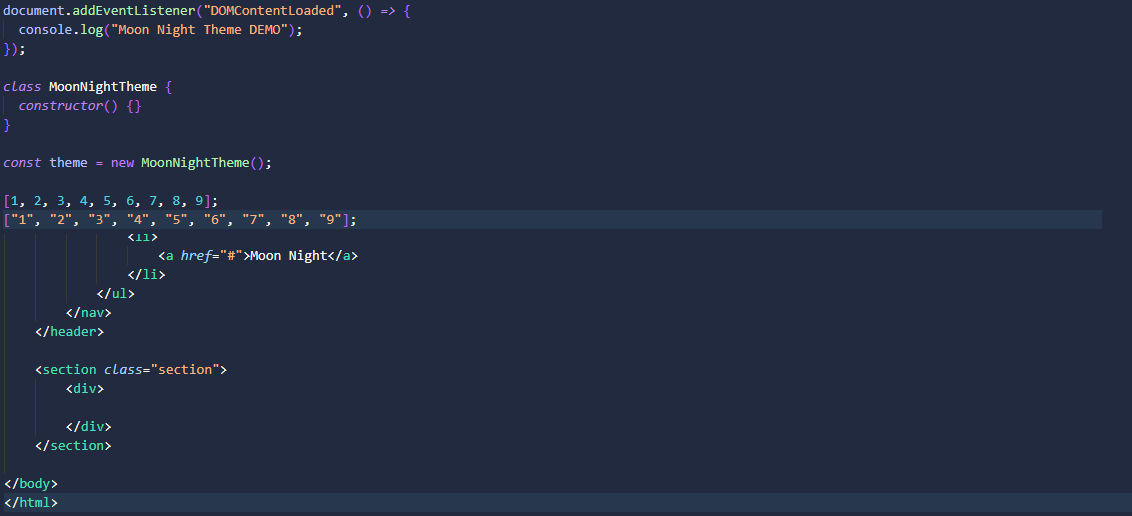 document.addEventListener("DOMContentLoaded", () => {
  console.log("Moon Night Theme DEMO");
});

class MoonNightTheme {
  constructor() {}
}

const theme = new MoonNightTheme();

[1, 2, 3, 4, 5, 6, 7, 8, 9];
["1", "2", "3", "4", "5", "6", "7", "8", "9"];
                <li>
                    <a href="#">Moon Night</a>
                </li>
            </ul>
        </nav>
    </header>

    <section class="section">
        <div>

        </div>
    </section>

</body>
</html>